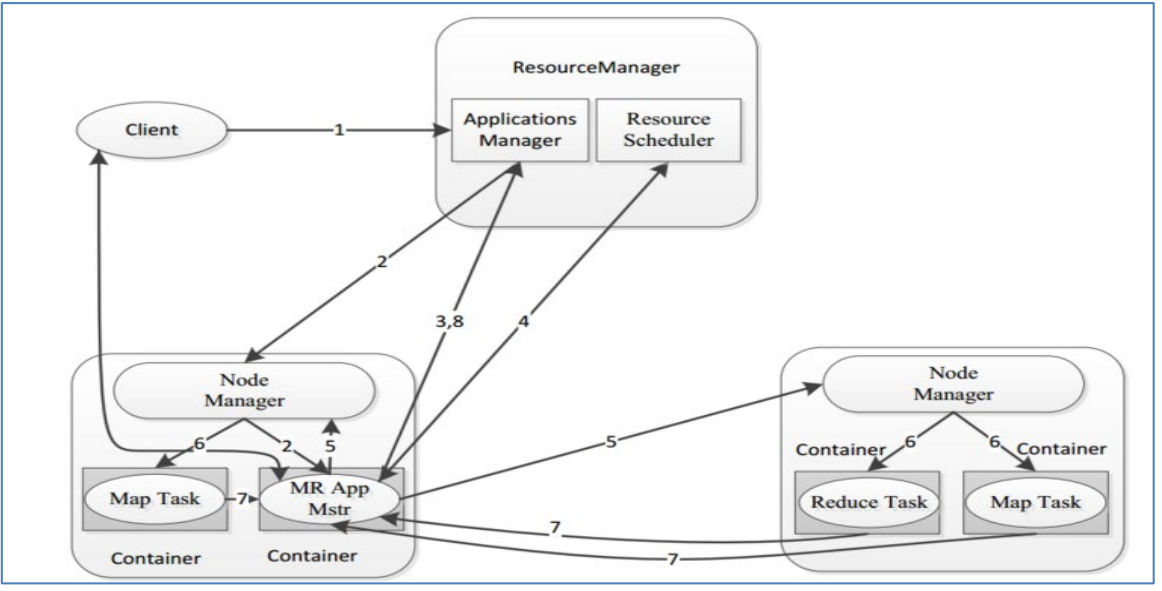 ResourceManager
Applications
Manager
Resource
Scheduler
Client
1
2
3,8
4
Node
Manager
6
2
5
Map Task
7
MR App
Mstr
Container
Container
5
Node
Manager
Container
6
6
Container
Reduce Task
Map Task
7
7